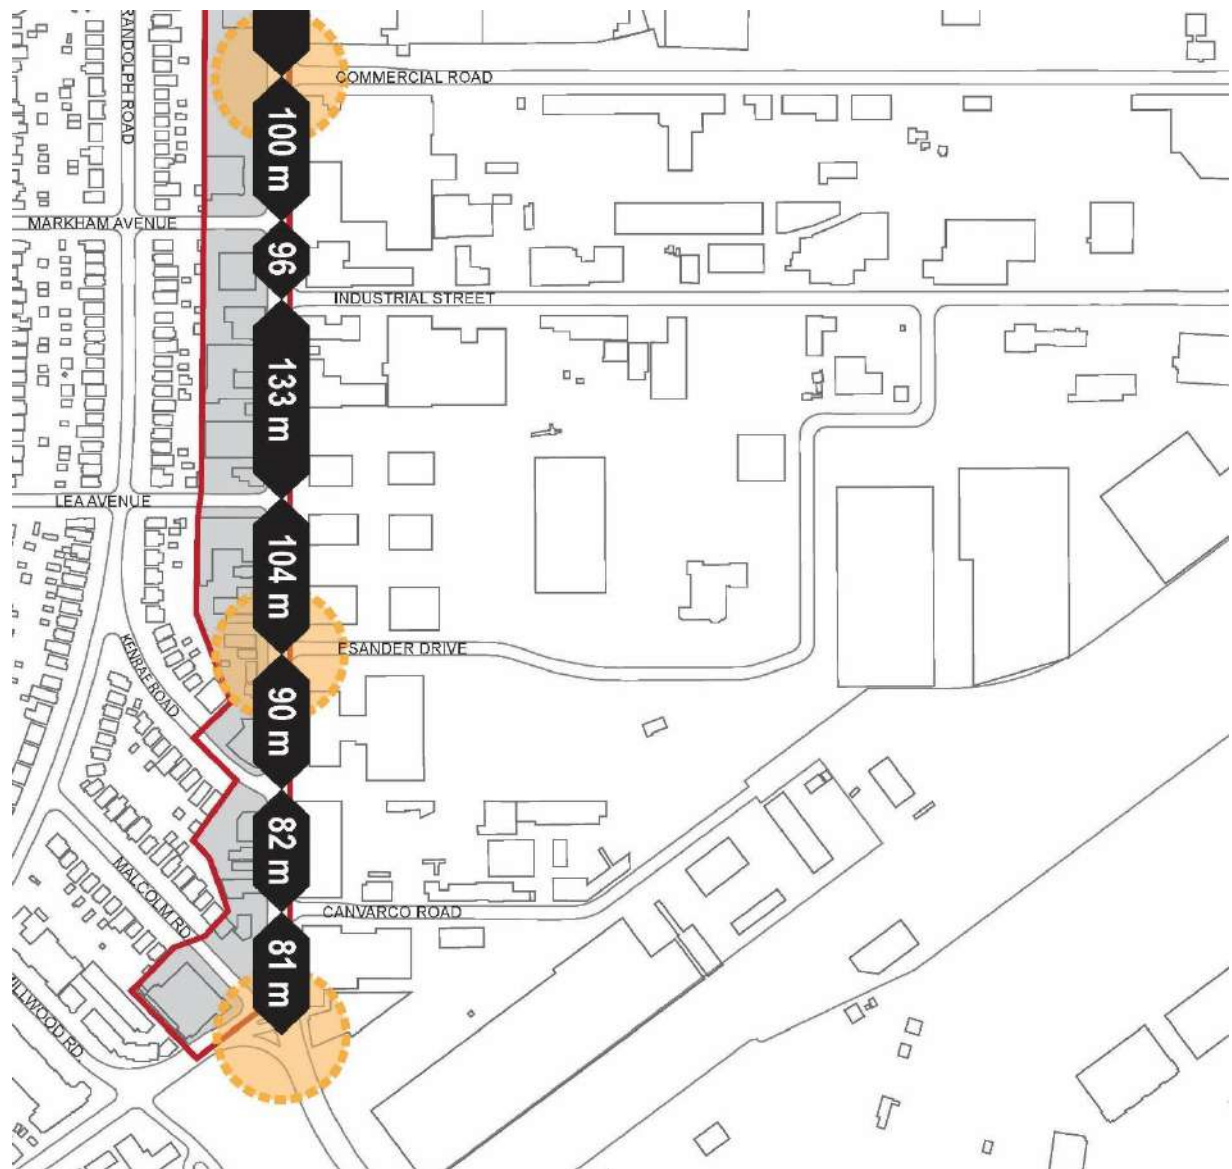 RANDOLPH ROAD
COMMERCIAL ROAD
100 m
MARKHAM AVENUE
96
INDUSTRIAL STREET
133 m
LEA AVENUE
104 m
ESANDER DRIVE
KENRAE ROAD
90 m
82 m
MALCOLM RD
CANVARCO ROAD
81 m
RD